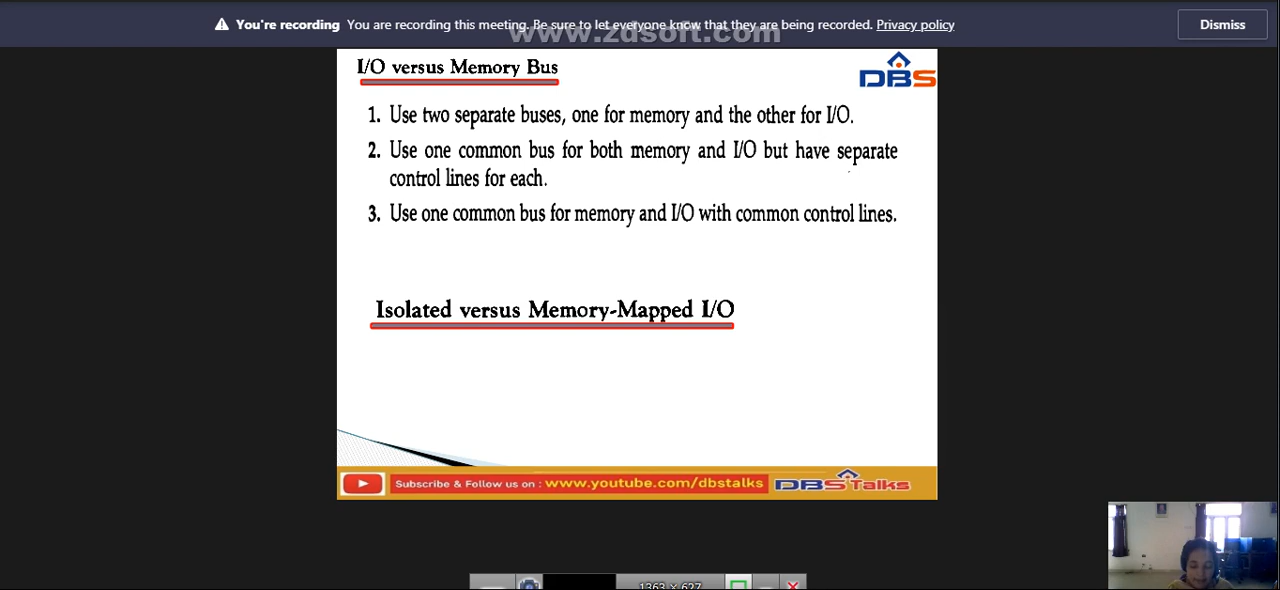 You're recording You are recording this meeting. Be sure to let everyone know that they are being recorded. Privacy policy
Dismiss
www.zdsoft.com
I/O versus Memory Bus
DBS
1. Use two separate buses, one for memory and the other for I/O.
2. Use one common bus for both memory and I/O but have separate
control lines for each.
3. Use one common bus for memory and I/O with common control lines.
Isolated versus Memory-Mapped I/O
Subscribe & Follow us on : www.youtube.com/dbstalks
DBS Talks
1363 × 627